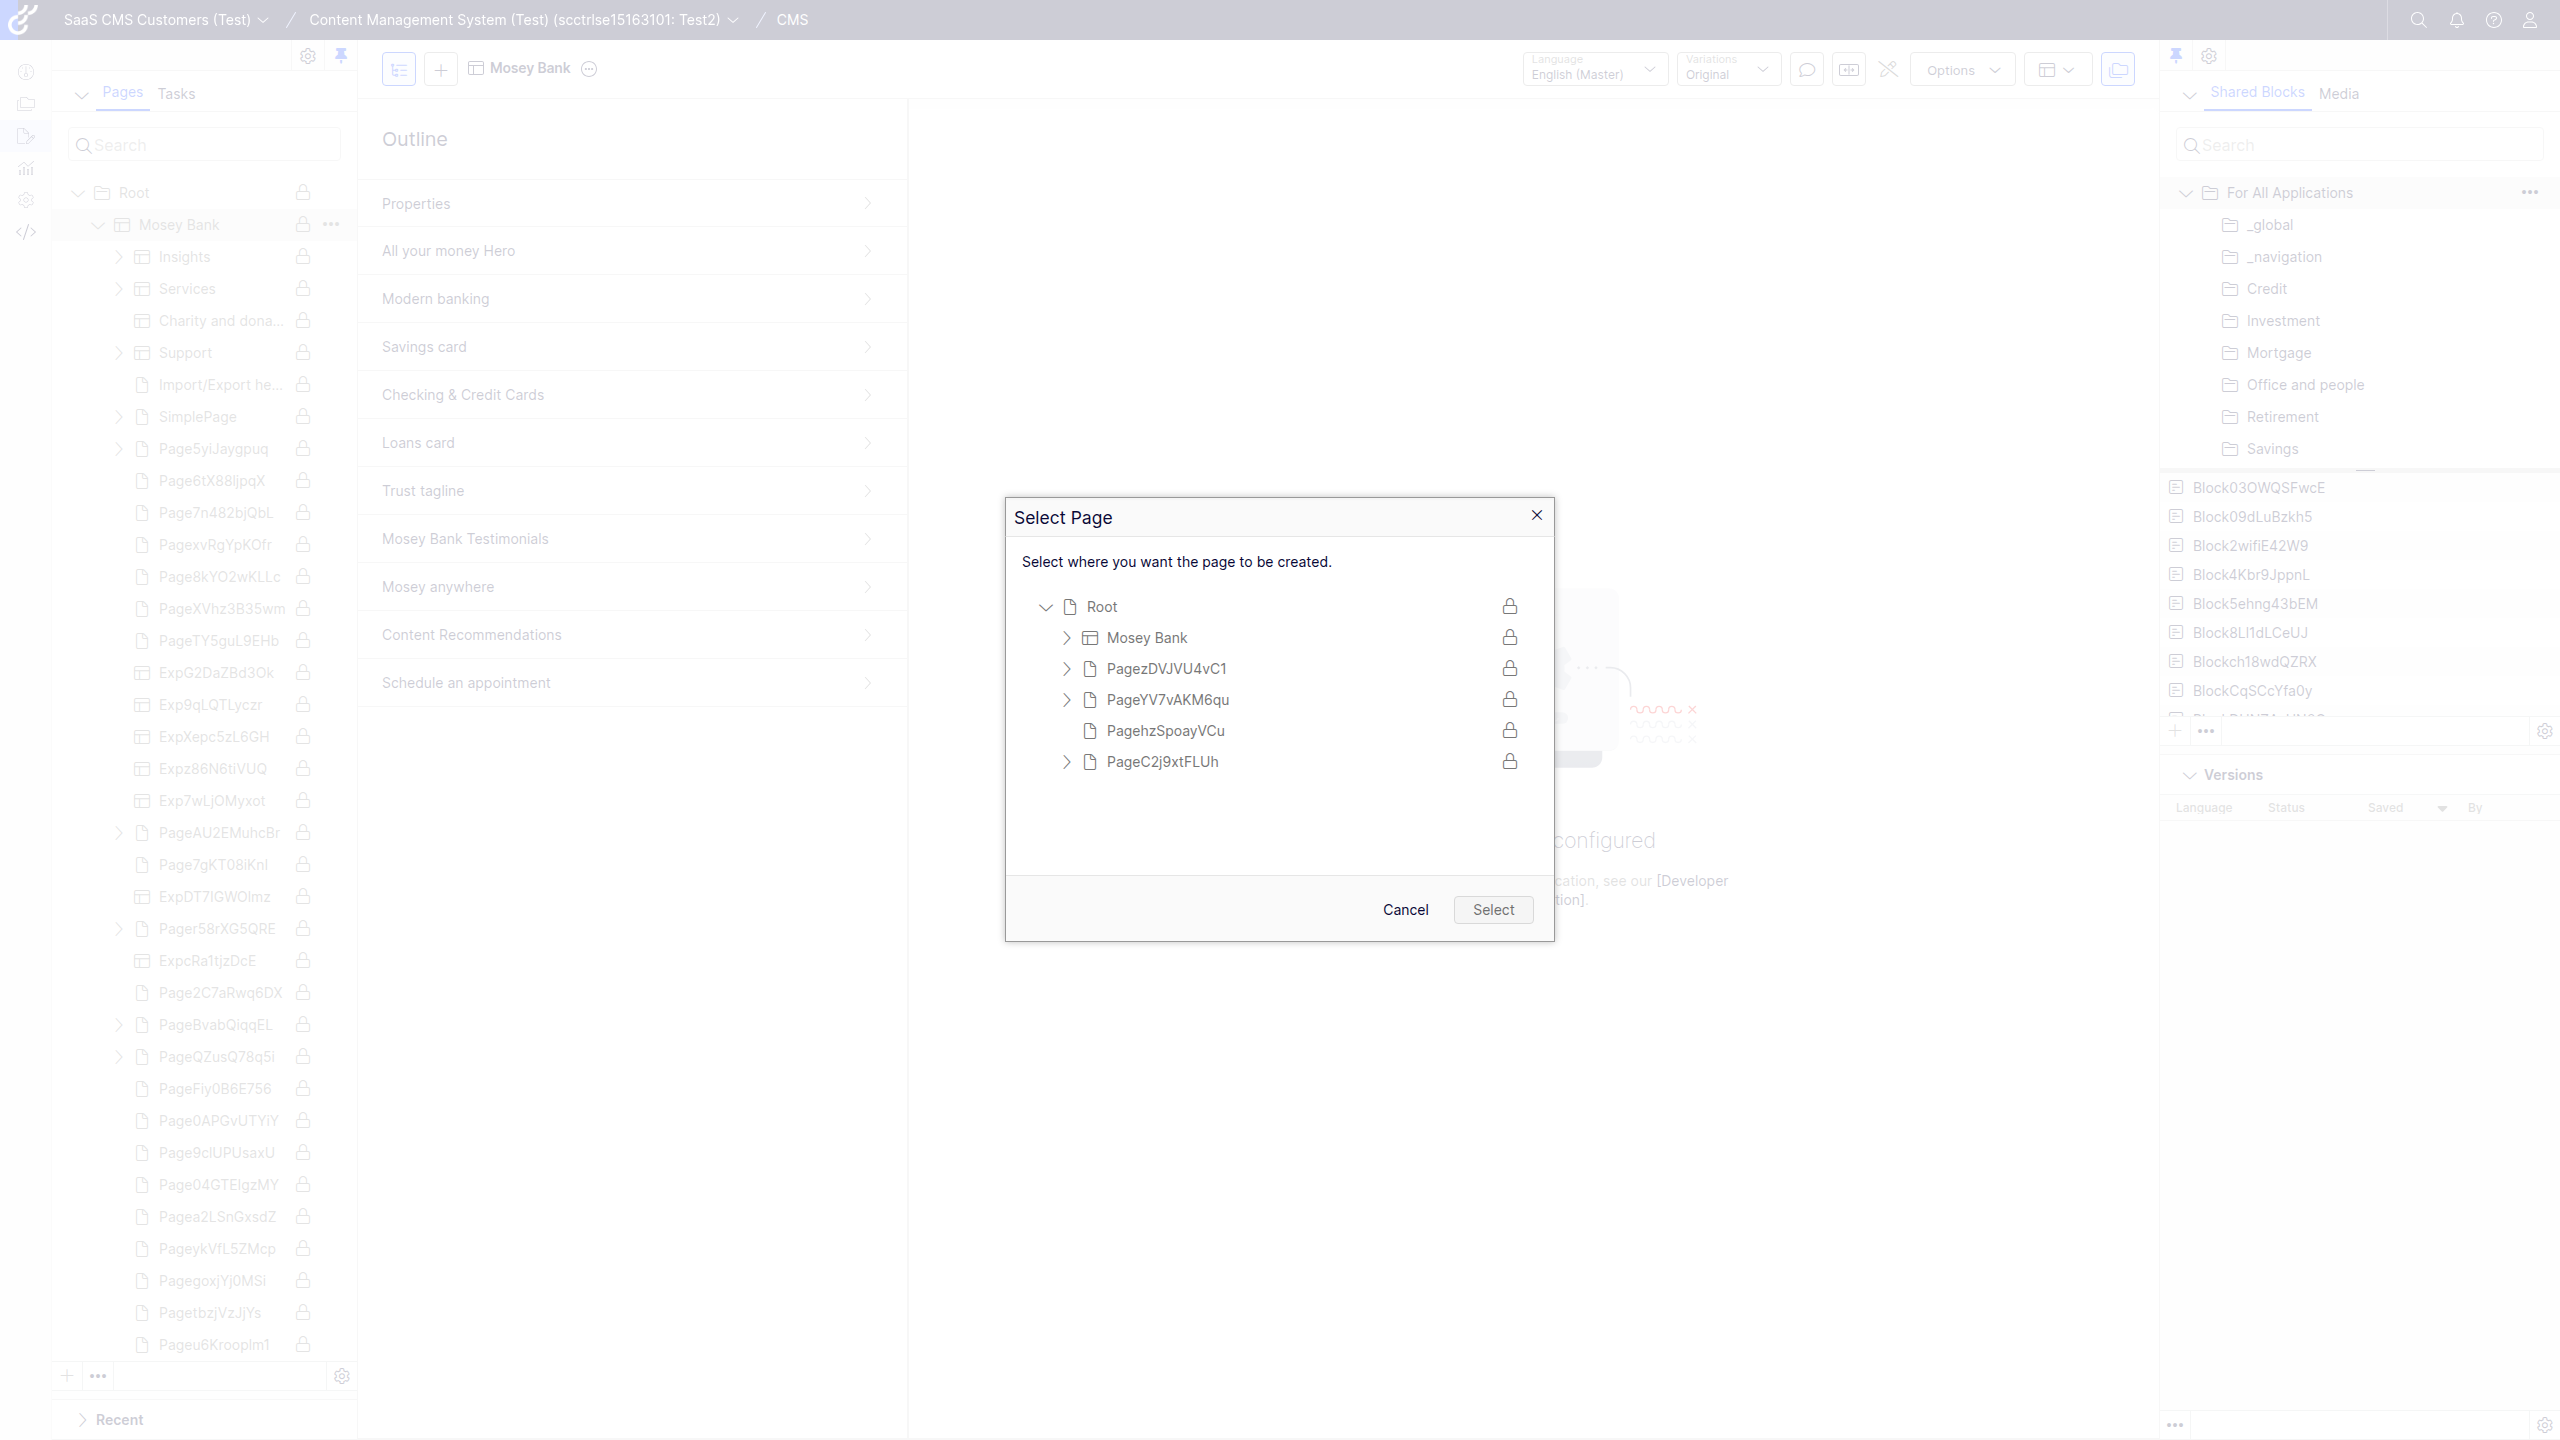 SaaS CMS Customers (Test) / Content Management System (Test) (scctrlse15163101: Test2) / CMS
Pages Tasks
Search
Root
Mosey Bank
Insights
Services
Charity and dona...
Support
Import/Export he...
SimplePage
Page5yiJaygpuq
Page6tX88ljpqX
Page7n482bjQbL
PagexvRgYpKOfr
Page8kYO2wKLLc
PageXVhz3B35wm
PageTY5guL9EHb
ExpG2DaZBd3Ok
Exp9qLQTLyczr
ExpXepc5zL6GH
Expz86N6tiVUQ
Exp7wLjOMyxot
PageAU2EMuhcBr
Page7gKT08iKnI
ExpDT7IGWOlmz
Pager58rXG5QRE
ExpcRa1tjzDcE
Page2C7aRwq6DX
PageBvabQiqqEL
PageQZusQ78q5i
PageFiy0B6E756
Page0APGvUTYiY
Page9clUPUsaxU
Page04GTEIgzMY
Pagea2LSnGxsdZ
PageykVfL5ZMcp
PagegoxjYj0MSi
PagetbzjVzJjYs
Pageu6Krooplm1
Recent
Mosey Bank
Language
English (Master)
Variations
Original
Options
Outline
Properties
All your money Hero
Modern banking
Savings card
Checking & Credit Cards
Loans card
Trust tagline
Mosey Bank Testimonials
Mosey anywhere
Content Recommendations
Schedule an appointment
Select Page
Select where you want the page to be created.
Root
Mosey Bank
PagezDVJVU4vC1
PageYV7vAKM6qu
PagehzSpoayVCu
PageC2j9xtFLUh
Cancel Select
configured
cation, see our [Developer
tion].
Shared Blocks Media
Search
For All Applications
_global
_navigation
Credit
Investment
Mortgage
Office and people
Retirement
Savings
Block03OWQSFwcE
Block09dLuBzkh5
Block2wifiE42W9
Block4Kbr9JppnL
Block5ehng43bEM
Block8LI1dLCeUJ
Blockch18wdQZRX
BlockCqSCcYfa0y
Versions
Language Status Saved By